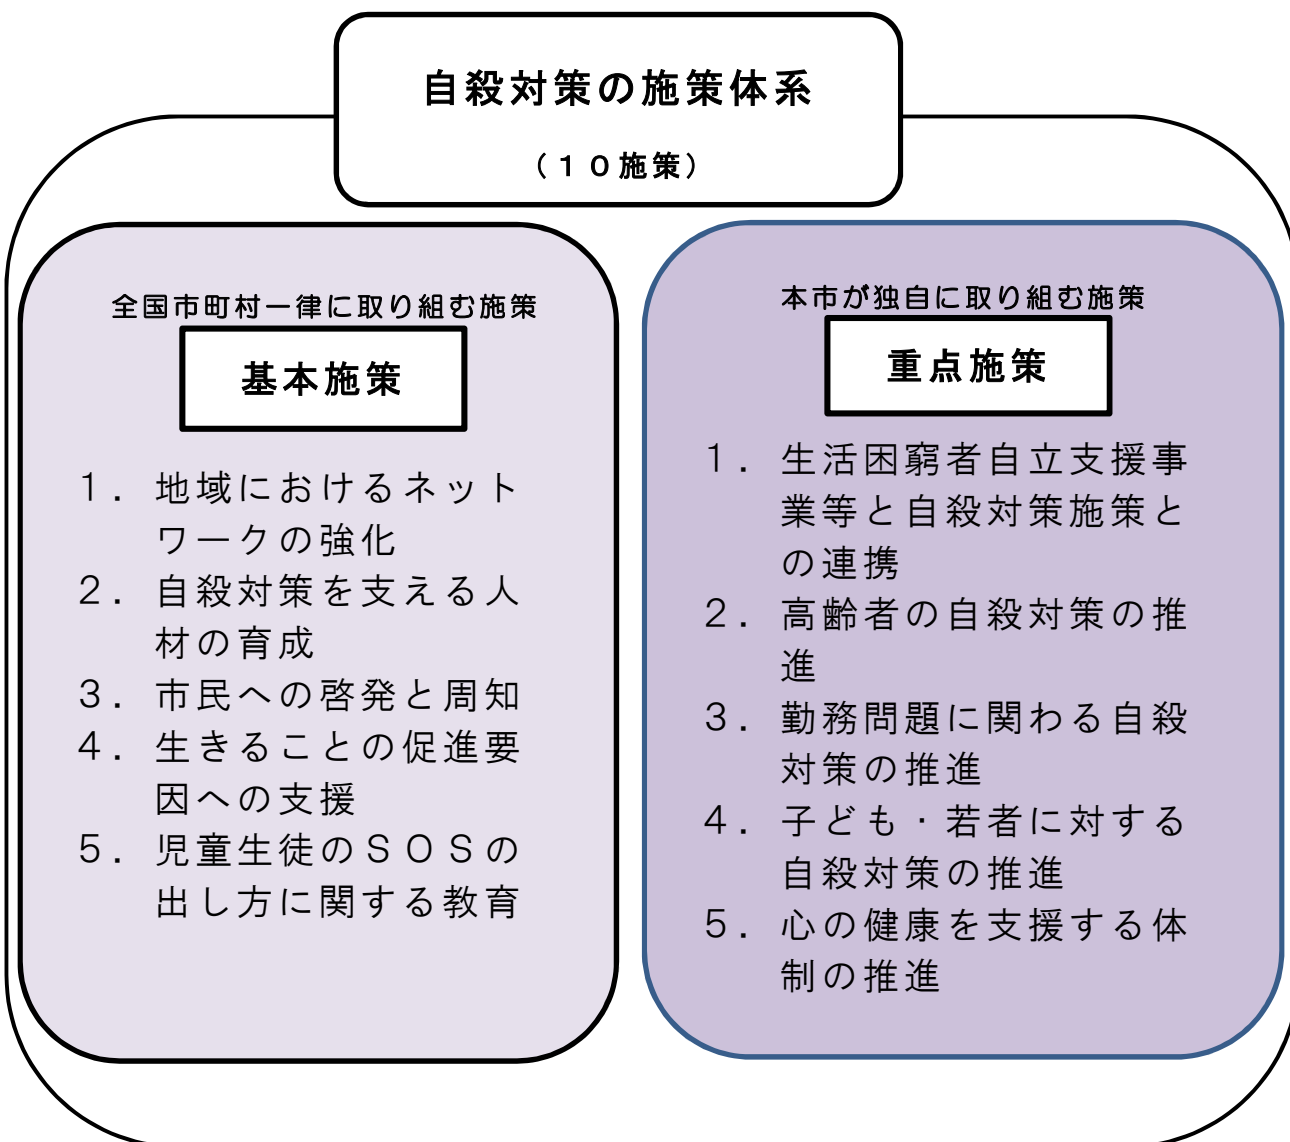 自殺対策の施策体系
（１０施策）
全国市町村一律に取り組む施策
基本施策
１．地域におけるネット
ワークの強化
２．自殺対策を支える人
材の育成
３．市民への啓発と周知
４．生きることの促進要
因への支援
５．児童生徒のＳＯＳの
出し方に関する教育
本市が独自に取り組む施策
重点施策
１．生活困窮者自立支援事
業等と自殺対策施策と
の連携
２．高齢者の自殺対策の推
進
３．勤務問題に関わる自殺
対策の推進
４．子ども・若者に対する
自殺対策の推進
５．心の健康を支援する体
制の推進